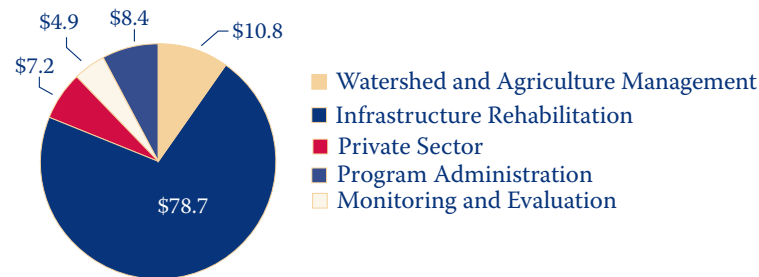 $4.9
$8.4
$10.8
$7.2
$78.7
Watershed and Agriculture Management
Infrastructure Rehabilitation
Private Sector
Program Administration
Monitoring and Evaluation